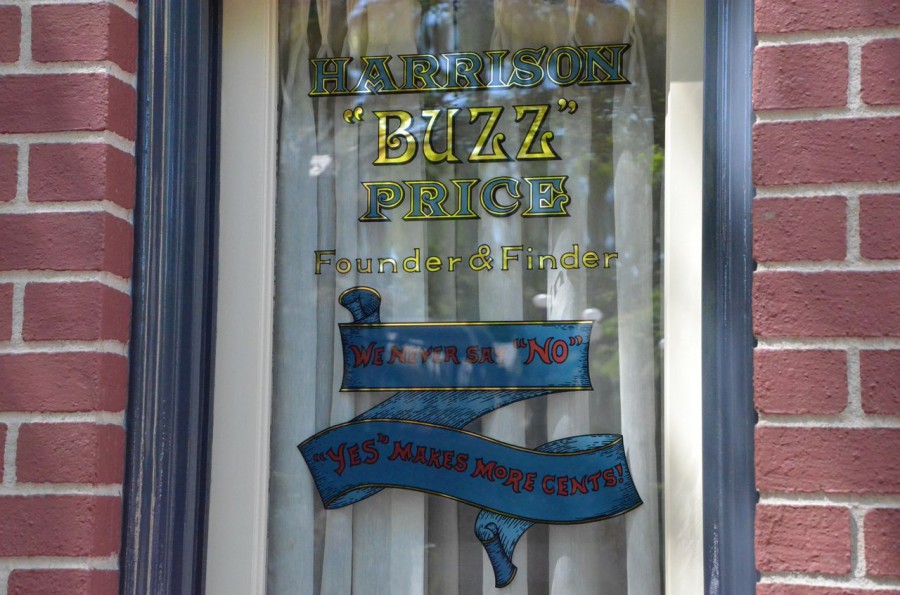 HARRISON
"BUZZ"
PRICE
Founder & Finder
WE NEVER SAY "NO"
"YES" MAKES MORE CENTS!